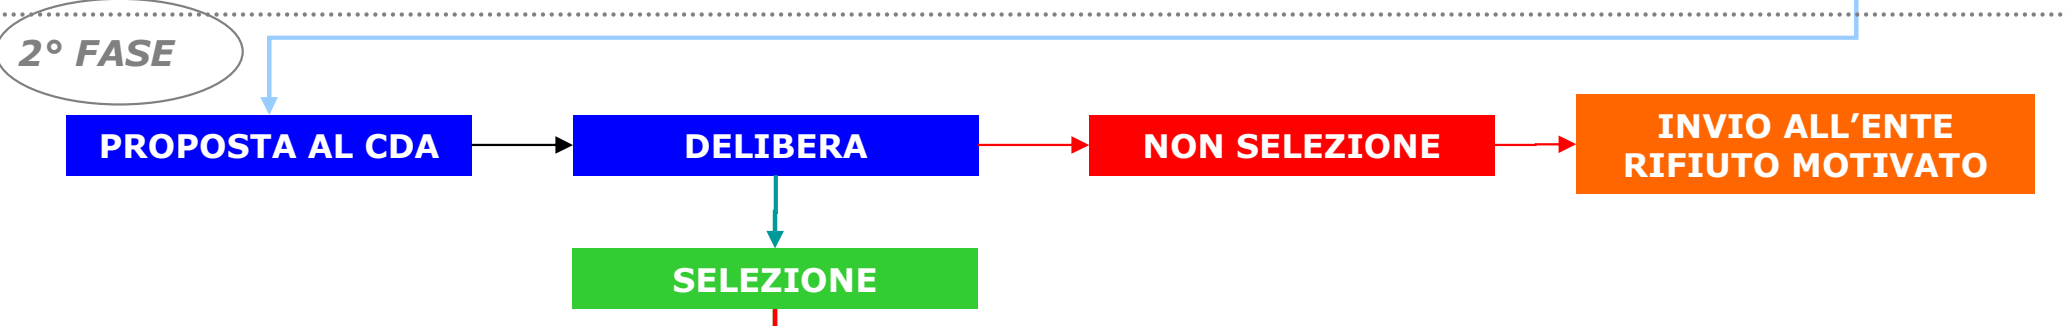 2° FASE
PROPOSTA AL CDA
DELIBERA
NON SELEZIONE
INVIO ALL’ENTE
RIFIUTO MOTIVATO
SELEZIONE